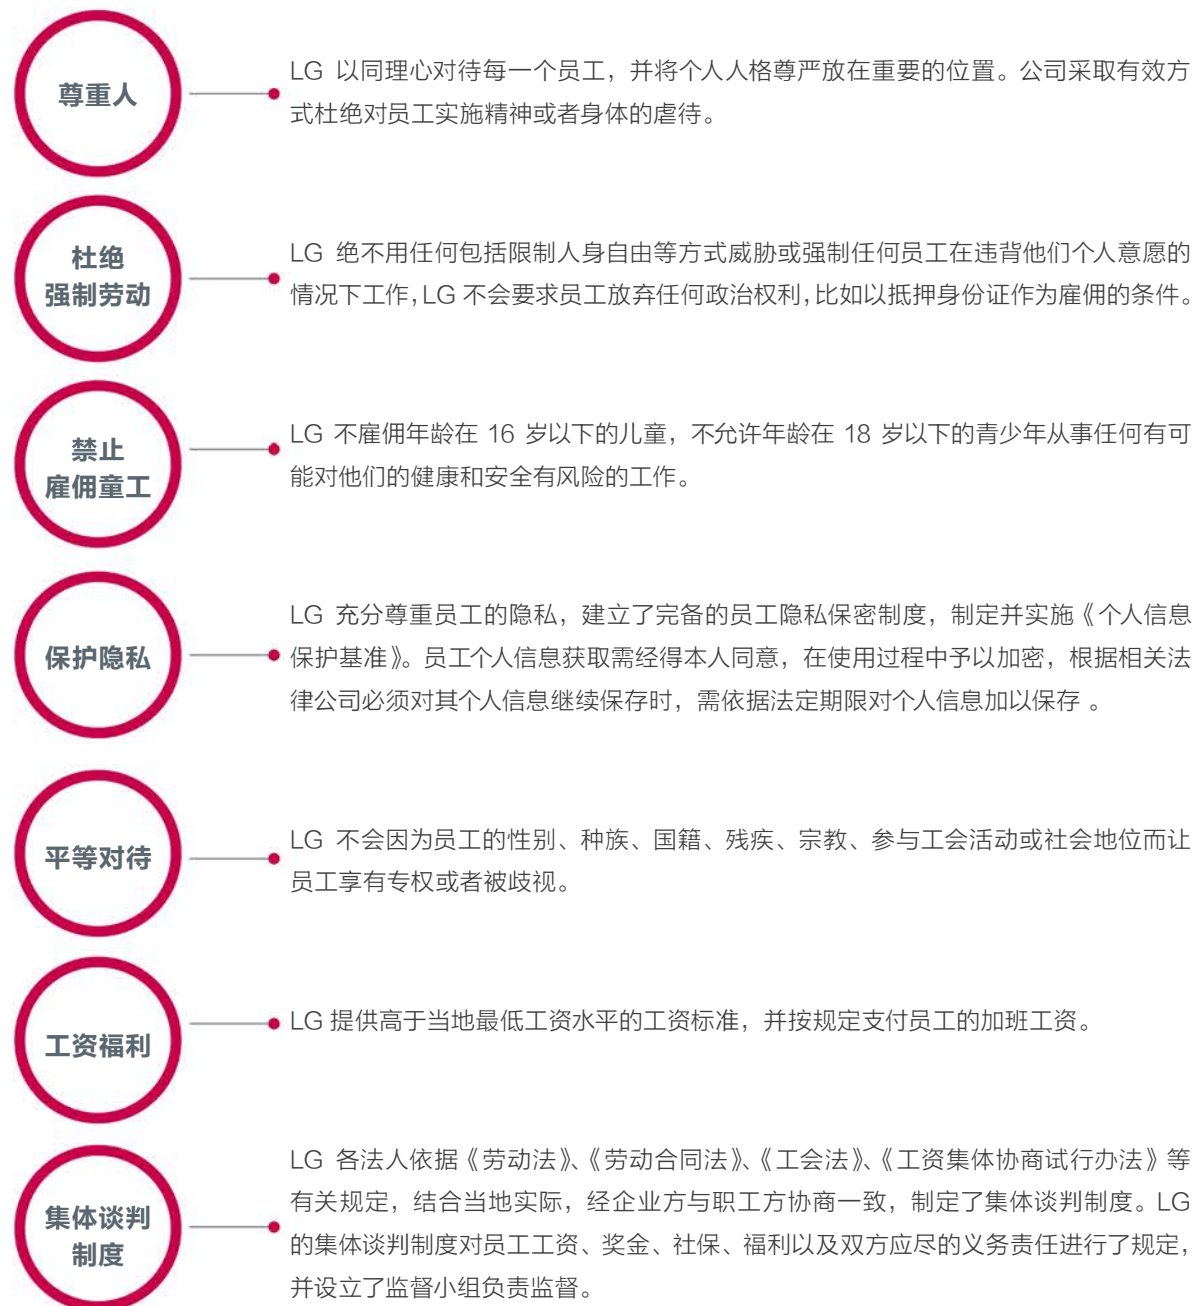 尊重人
LG 以同理心对待每一个员工，并将个人人格尊严放在重要的位置。公司采取有效方
式杜绝对员工实施精神或者身体的虐待。
杜绝
强制劳动
LG 绝不用任何包括限制人身自由等方式威胁或强制任何员工在违背他们个人意愿的
情况下工作，LG 不会要求员工放弃任何政治权利，比如以抵押身份证作为雇佣的条件。
禁止
雇佣童工
LG 不雇佣年龄在 16 岁以下的儿童，不允许年龄在 18 岁以下的青少年从事任何有可
能对他们的健康和安全有风险的工作。
保护隐私
LG 充分尊重员工的隐私，建立了完备的员工隐私保密制度，制定并实施《个人信息
保护基准》。员工个人信息获取需经得本人同意，在使用过程中予以加密，根据相关法
律公司必须对其个人信息继续保存时，需依据法定期限对个人信息加以保存 。
平等对待
LG 不会因为员工的性别、种族、国籍、残疾、宗教、参与工会活动或社会地位而让
员工享有专权或者被歧视。
工资福利
LG 提供高于当地最低工资水平的工资标准，并按规定支付员工的加班工资。
集体谈判
制度
LG 各法人依据《劳动法》、《劳动合同法》、《工会法》、《工资集体协商试行办法》等
有关规定，结合当地实际，经企业方与职工方协商一致，制定了集体谈判制度。LG
的集体谈判制度对员工工资、奖金、社保、福利以及双方应尽的义务责任进行了规定，
并设立了监督小组负责监督。